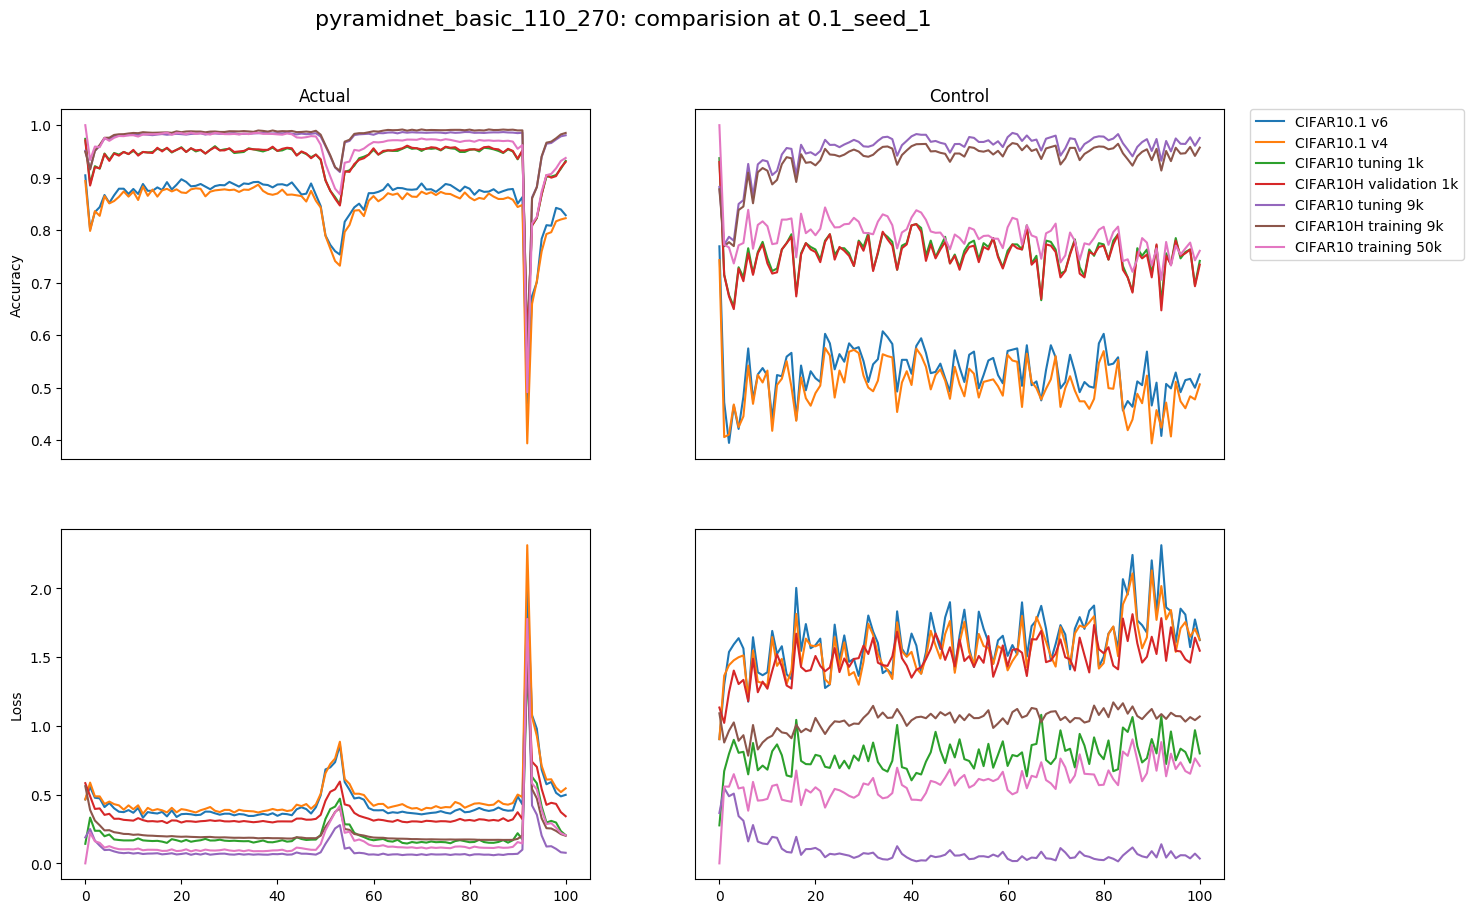 pyramidnet_basic_110_270: comparision at 0.1_seed_1
Actual
Control
Accuracy
1.0
0.9
0.8
0.7
0.6
0.5
0.4
CIFAR10.1 v6
CIFAR10.1 v4
CIFAR10 tuning 1k
CIFAR10H validation 1k
CIFAR10 tuning 9k
CIFAR10H training 9k
CIFAR10 training 50k
Loss
2.0
1.5
1.0
0.5
0.0
0 20 40 60 80 100
0 20 40 60 80 100